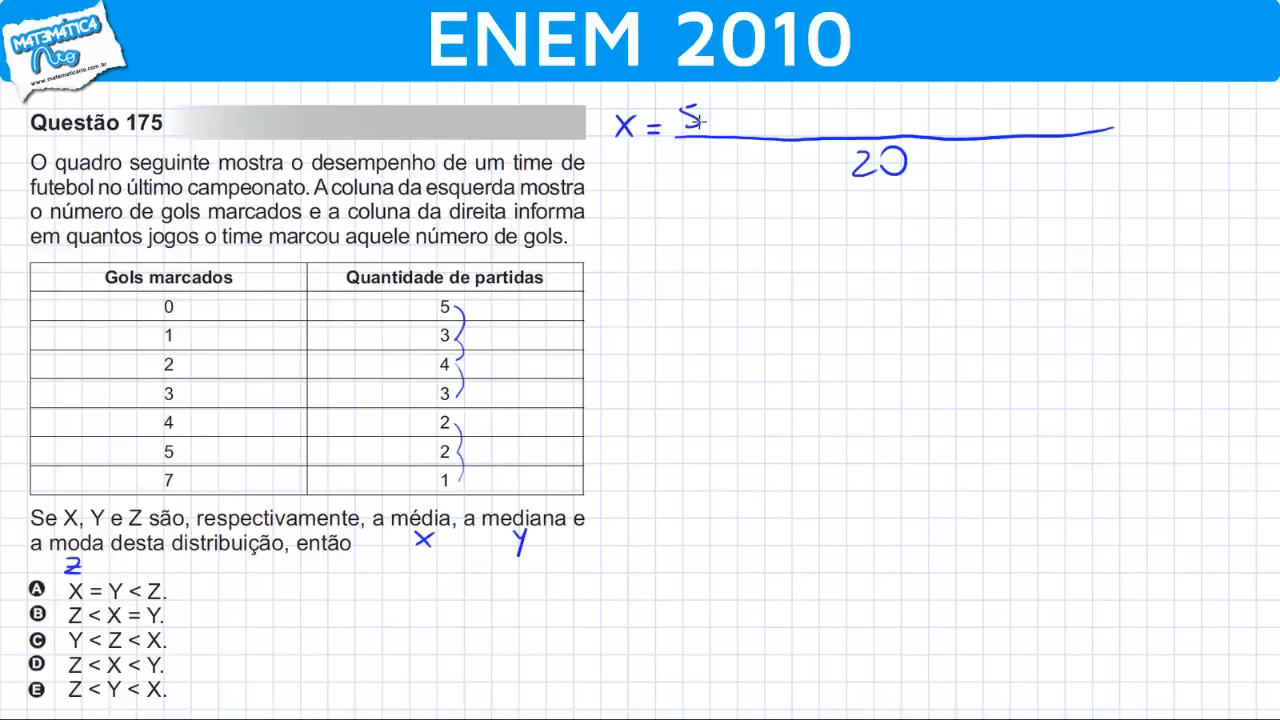 MATEMÁTICA
Rio
www.matematicario.com.br
ENEM 2010
Questão 175
O quadro seguinte mostra o desempenho de um time de
futebol no último campeonato. A coluna da esquerda mostra
o número de gols marcados e a coluna da direita informa
em quantos jogos o time marcou aquele número de gols.
Gols marcados Quantidade de partidas
0 5
1 3
2 4
3 3
4 2
5 2
7 1
Se X, Y e Z são, respectivamente, a média, a mediana e
a moda desta distribuição, então
X Y
Z
A X = Y < Z.
B Z < X = Y.
C Y < Z < X.
D Z < X < Y.
E Z < Y < X.
X = 5
20